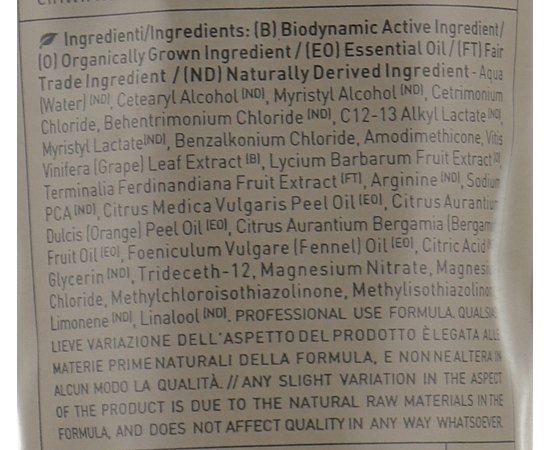 Ingredienti/Ingredients: (B) Biodynamic Active Ingredient/
(O) Organically Grown Ingredient / (EO) Essential Oil / (FT) Fair
Trade Ingredient / (ND) Naturally Derived Ingredient - Aqua
(Water) (ND), Cetearyl Alcohol (ND), Myristyl Alcohol (ND), Cetrimonium
Chloride, Behentrimonium Chloride (ND), C12-13 Alkyl Lactate (ND),
Myristyl Lactate(ND), Benzalkonium Chloride, Amodimethicone, Vitis
Vinifera (Grape) Leaf Extract (B), Lycium Barbarum Fruit Extract (O),
Terminalia Ferdinandiana Fruit Extract (FT), Arginine (ND), Sodium
PCA (ND), Citrus Medica Vulgaris Peel Oil (EO), Citrus Aurantium
Dulcis (Orange) Peel Oil (EO), Citrus Aurantium Bergamia (Bergam
Fruit Oil (EO), Foeniculum Vulgare (Fennel) Oil (EO), Citric Acid
Glycerin (ND), Trideceth-12, Magnesium Nitrate, Magnes
Chloride, Methylchloroisothiazolinone, Methylisothiazolinon
Limonene (ND), Linalool (ND). PROFESSIONAL USE FORMULA. QUALSIAS
LIEVE VARIAZIONE DELL'ASPETTO DEL PRODOTTO È LEGATA ALLE
MATERIE PRIME NATURALI DELLA FORMULA, E NON NE ALTERA IN
ALCUN MODO LA QUALITÀ. // ANY SLIGHT VARIATION IN THE ASPECT
OF THE PRODUCT IS DUE TO THE NATURAL RAW MATERIALS IN THE
FORMULA, AND DOES NOT AFFECT QUALITY IN ANY WAY WHATSOEVER.